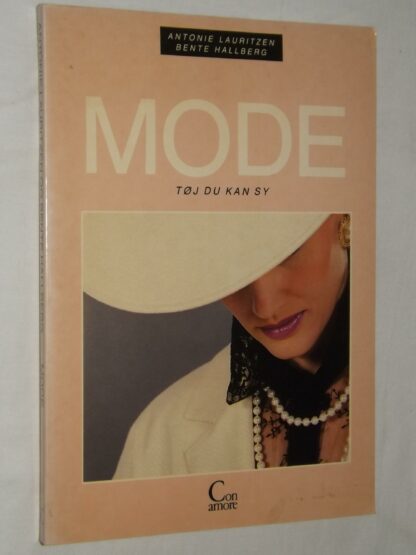 ANTONIE LAURITZEN
BENTE HALLBERG
MODE
TØJ DU KAN SY
Con
amore